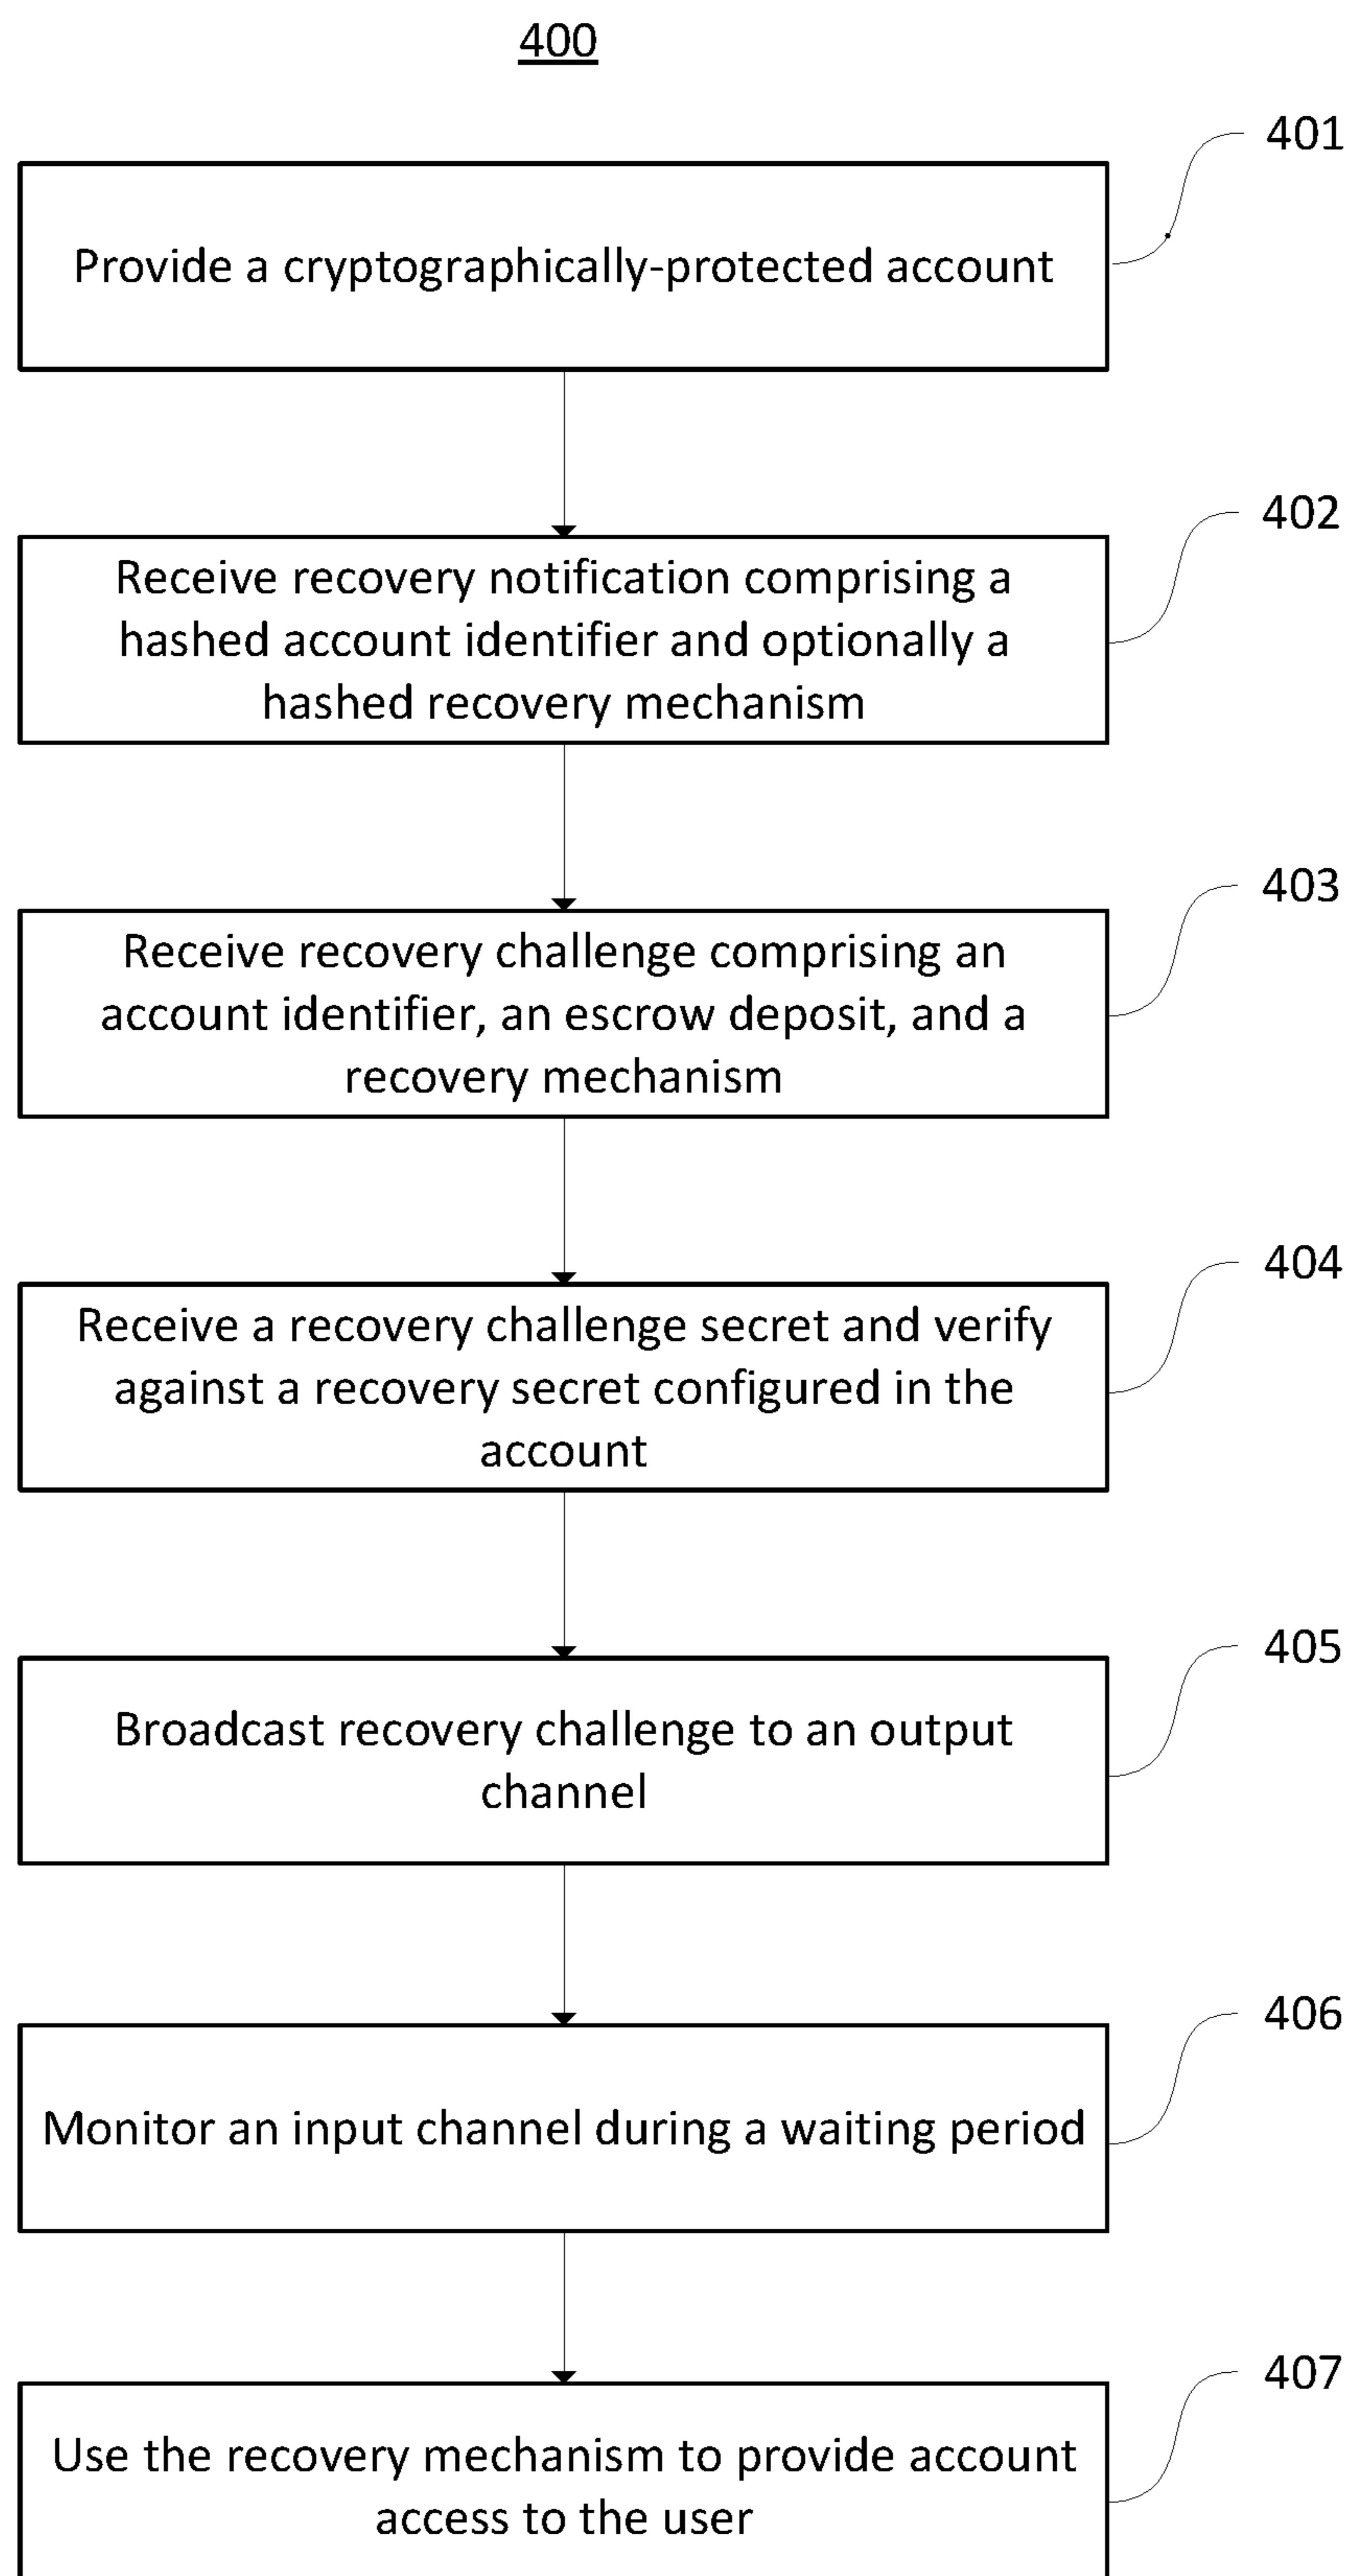 400
401
Provide a cryptographically-protected account
402
Receive recovery notification comprising a
hashed account identifier and optionally a
hashed recovery mechanism
403
Receive recovery challenge comprising an
account identifier, an escrow deposit, and a
recovery mechanism
404
Receive a recovery challenge secret and verify
against a recovery secret configured in the
account
405
Broadcast recovery challenge to an output
channel
406
Monitor an input channel during a waiting period
407
Use the recovery mechanism to provide account
access to the user